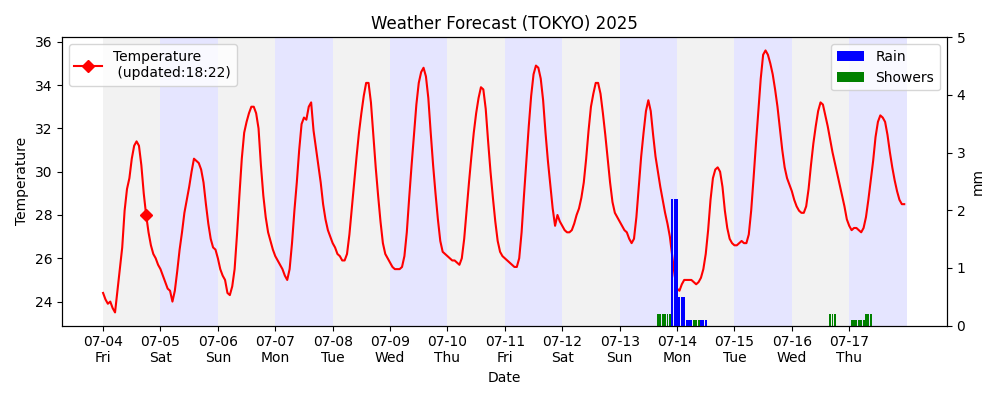 Weather Forecast (TOKYO) 2025
Temperature
(updated:18:22)
Rain
Showers
36
34
32
30
28
26
24
Temperature
5
4
3
2
1
0
mm
07-04 07-05 07-06 07-07 07-08 07-09 07-10 07-11 07-12 07-13 07-14 07-15 07-16 07-17
Fri Sat Sun Mon Tue Wed Thu Fri Sat Sun Mon Tue Wed Thu
Date